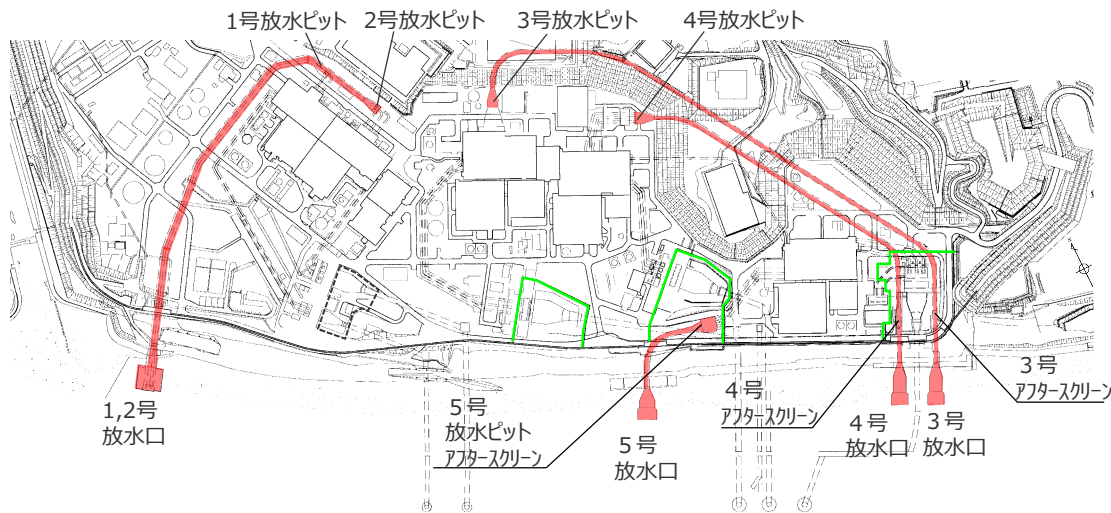 1号放水ピット
2号放水ピット
3号放水ピット
4号放水ピット
1,2号
放水口
5号
放水ピット
アフタースクリーン
5号
放水口
4号
アフタースクリーン
4号
放水口
3号
放水口
3号
アフタースクリーン